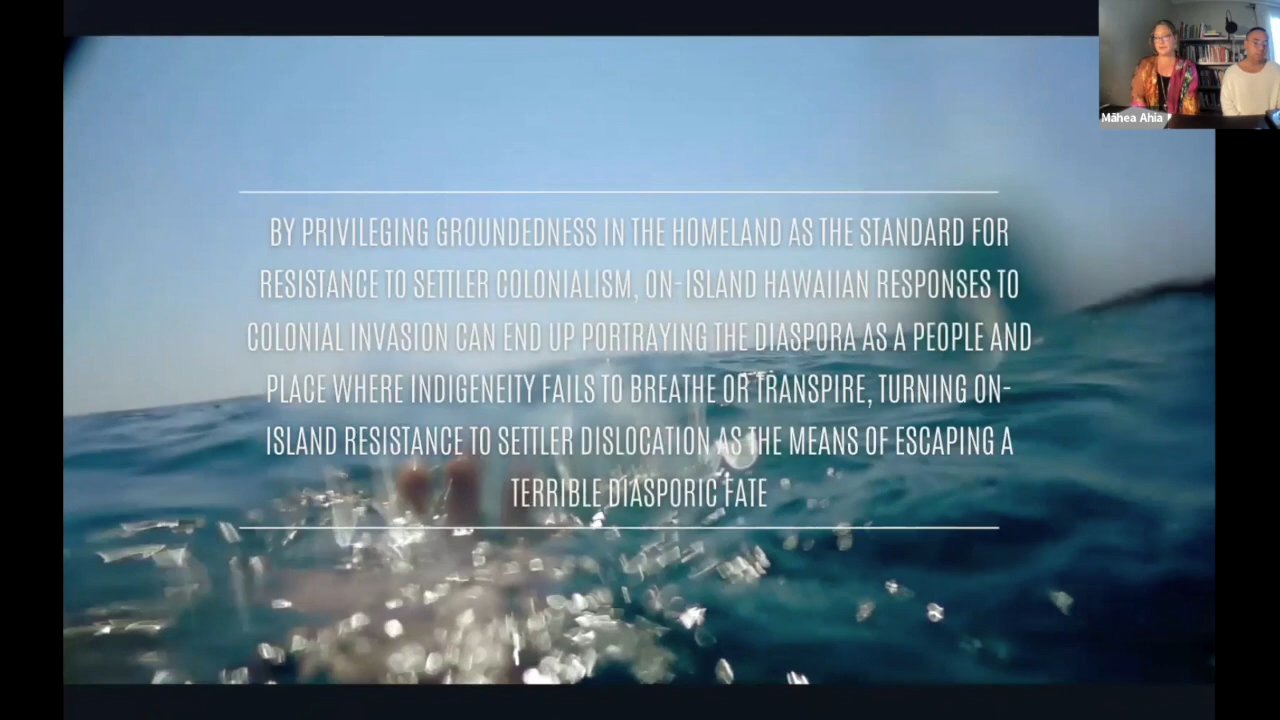 Māhea Ahia
BY PRIVILEGING GROUNDEDNESS IN THE HOMELAND AS THE STANDARD FOR
RESISTANCE TO SETTLER COLONIALISM, ON-ISLAND HAWAIIAN RESPONSES TO
COLONIAL INVASION CAN END UP PORTRAYING THE DIASPORA AS A PEOPLE AND
PLACE WHERE INDIGENEITY FAILS TO BREATHE OR TRANSPIRE, TURNING ON-
ISLAND RESISTANCE TO SETTLER DISLOCATION AS THE MEANS OF ESCAPING A
TERRIBLE DIASPORIC FATE